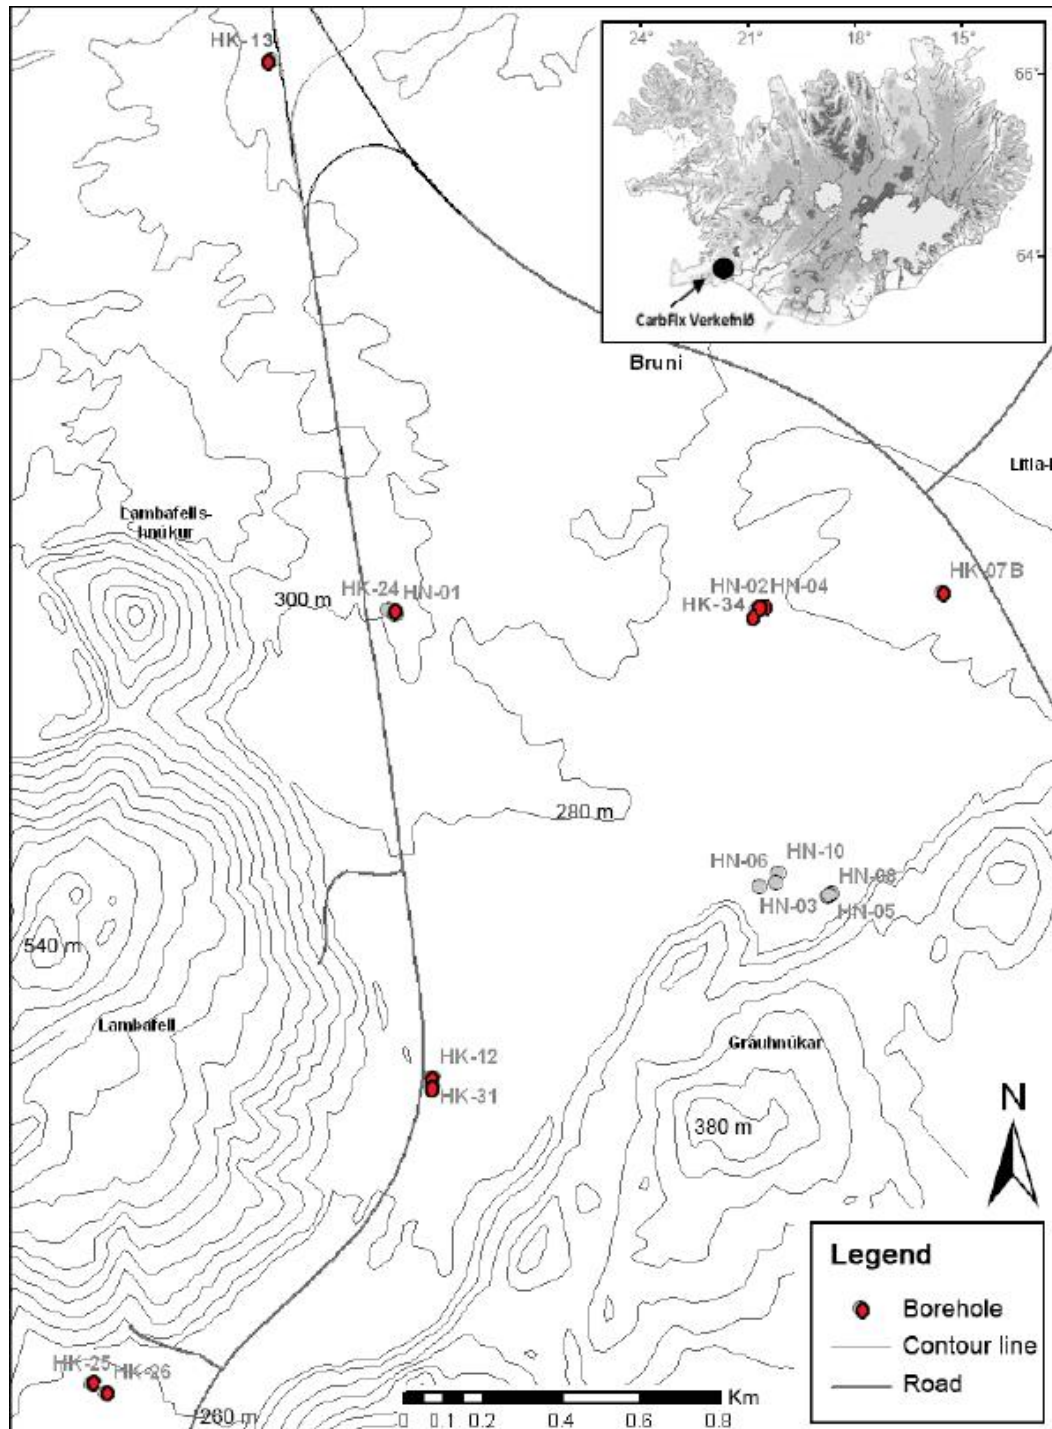 HK-13
24°
21°
18°
15°
66°
64°
CarbFix Verkefnið
Bruni
Litla-
Lambafells-
hnúkur
HK-24
HN-01
300 m
HN-02
HN-04
HK-34
HK-07B
280 m
HN-06
HN-10
HN-08
HN-03
HN-05
540 m
Lambafell
Gráuhnúkar
HK-12
HK-31
380 m
N
Legend
Borehole
Contour line
Road
HK-25
HK-26
260 m
Km
0 0.1 0.2 0.4 0.6 0.8